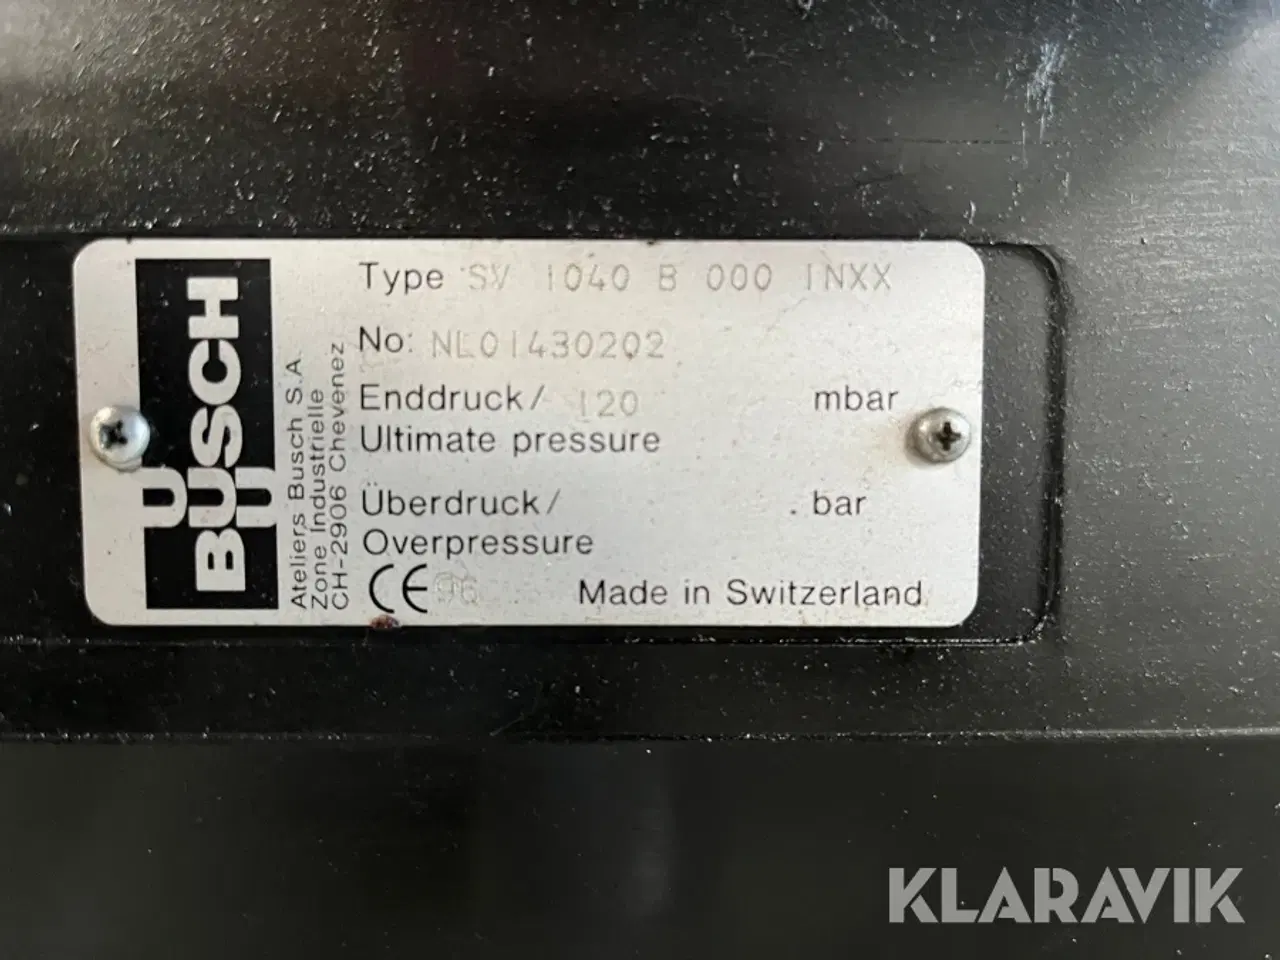 BUSCH
Ateliers Busch S.A.
Zone Industrielle
CH-2906 Chevenez
Type SV 1040 B 000 INXX
No: NL01430202
Enddruck/ 120 mbar
Ultimate pressure
Überdruck/ . bar
Overpressure
CE 96 Made in Switzerland
KLARAVIK